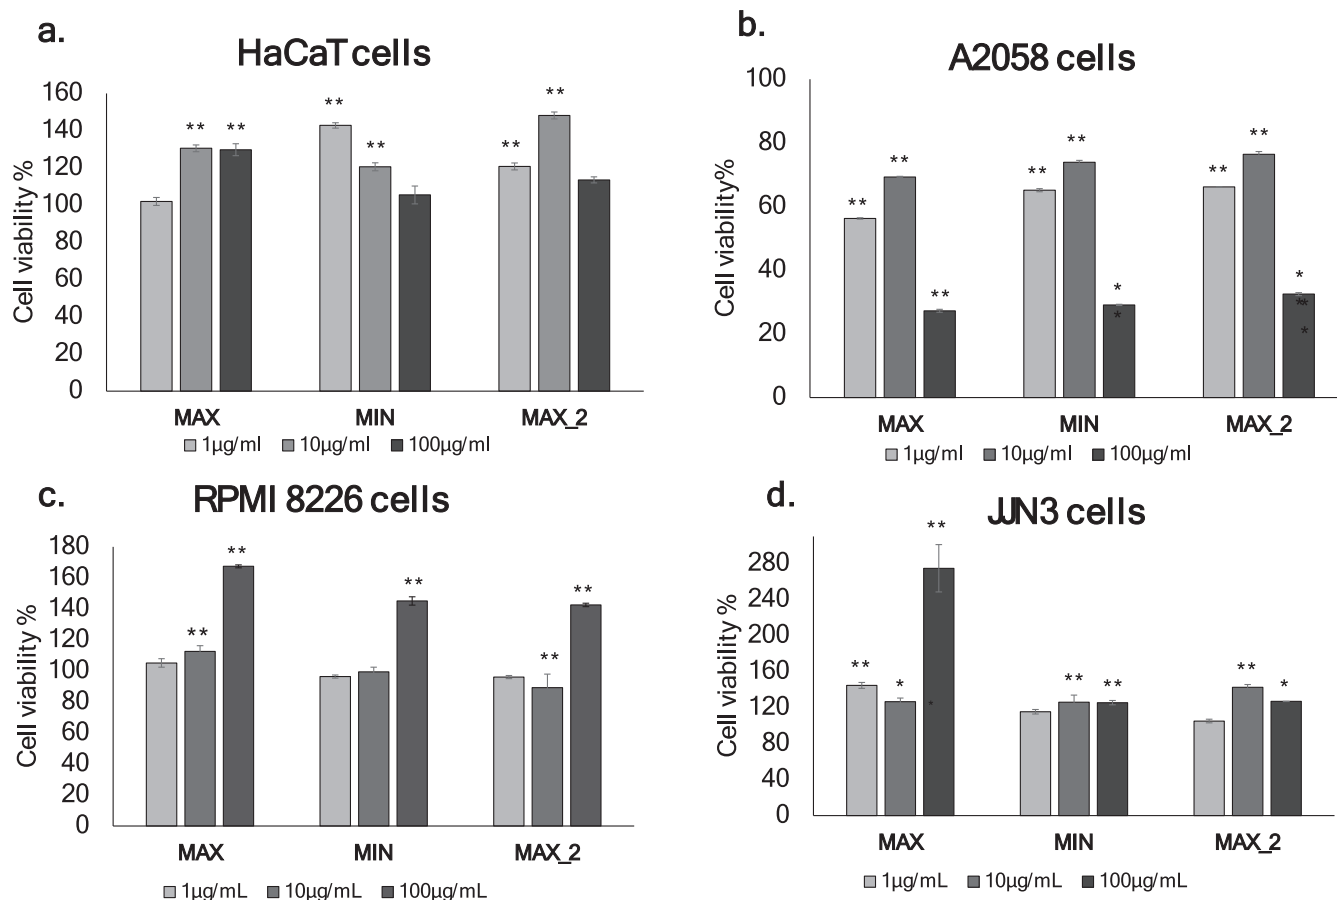 a.
HaCaT cells
Cell viability %
160
140
120
100
80
60
40
20
0
** ** ** ** ** **
MAX MIN MAX_2
1µg/ml 10µg/ml 100µg/ml
b.
A2058 cells
Cell viability%
100
80
60
40
20
0
** ** ** ** ** * * ** ** * ** *
MAX MIN MAX_2
1µg/ml 10µg/ml 100µg/ml
c.
RPMI 8226 cells
Cell viability %
180
160
140
120
100
80
60
40
20
0
** ** ** ** **
MAX MIN MAX_2
1µg/mL 10µg/mL 100µg/mL
d.
JJN3 cells
Cell viability %
280
240
200
160
120
80
40
0
** * ** * ** ** ** *
MAX MIN MAX_2
1µg/mL 10µg/mL 100µg/mL